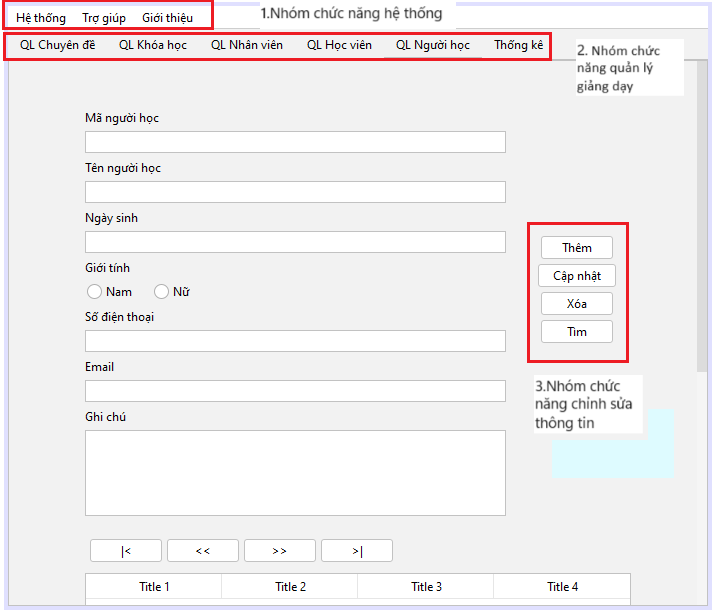 Hệ thống Trợ giúp Giới thiệu
1.Nhóm chức năng hệ thống
QL Chuyên đề QL Khóa học QL Nhân viên QL Học viên QL Người học Thống kê
2. Nhóm chức
năng quản lý
giảng dạy
Mã người học
Tên người học
Ngày sinh
Giới tính
Nam Nữ
Số điện thoại
Email
Ghi chú
Thêm
Cập nhật
Xóa
Tìm
3.Nhóm chức
năng chỉnh sửa
thông tin
|< << >> >|
Title 1 Title 2 Title 3 Title 4